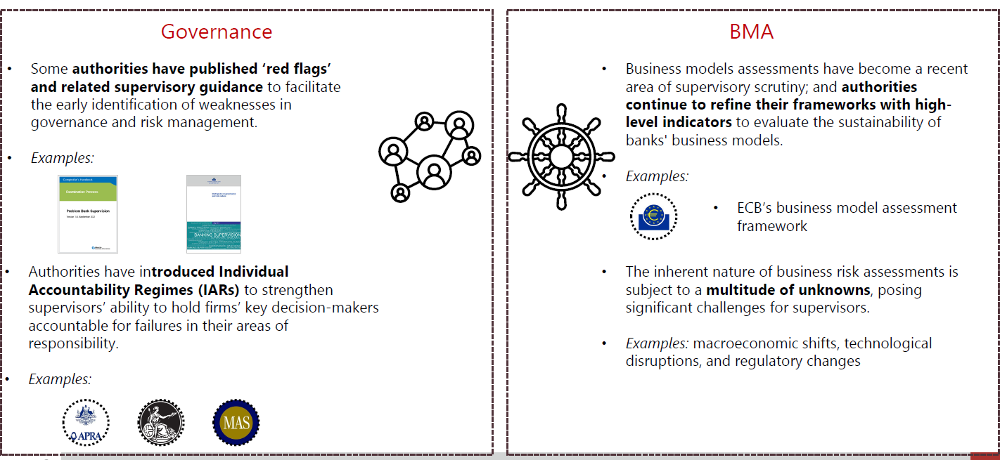 Governance
• Some authorities have published ‘red flags’
and related supervisory guidance to facilitate
the early identification of weaknesses in
governance and risk management.
• Examples:
Comptroller's Handbook
Examination Process
Problem Bank Supervision
BANKING SUPERVISION
• Authorities have introduced Individual
Accountability Regimes (IARs) to strengthen
supervisors’ ability to hold firms’ key decision-makers
accountable for failures in their areas of
responsibility.
• Examples:
APRA
MAS
BMA
• Business models assessments have become a recent
area of supervisory scrutiny; and authorities
continue to refine their frameworks with high-
level indicators to evaluate the sustainability of
banks' business models.
• Examples:
• ECB’s business model assessment
framework
• The inherent nature of business risk assessments is
subject to a multitude of unknowns, posing
significant challenges for supervisors.
• Examples: macroeconomic shifts, technological
disruptions, and regulatory changes